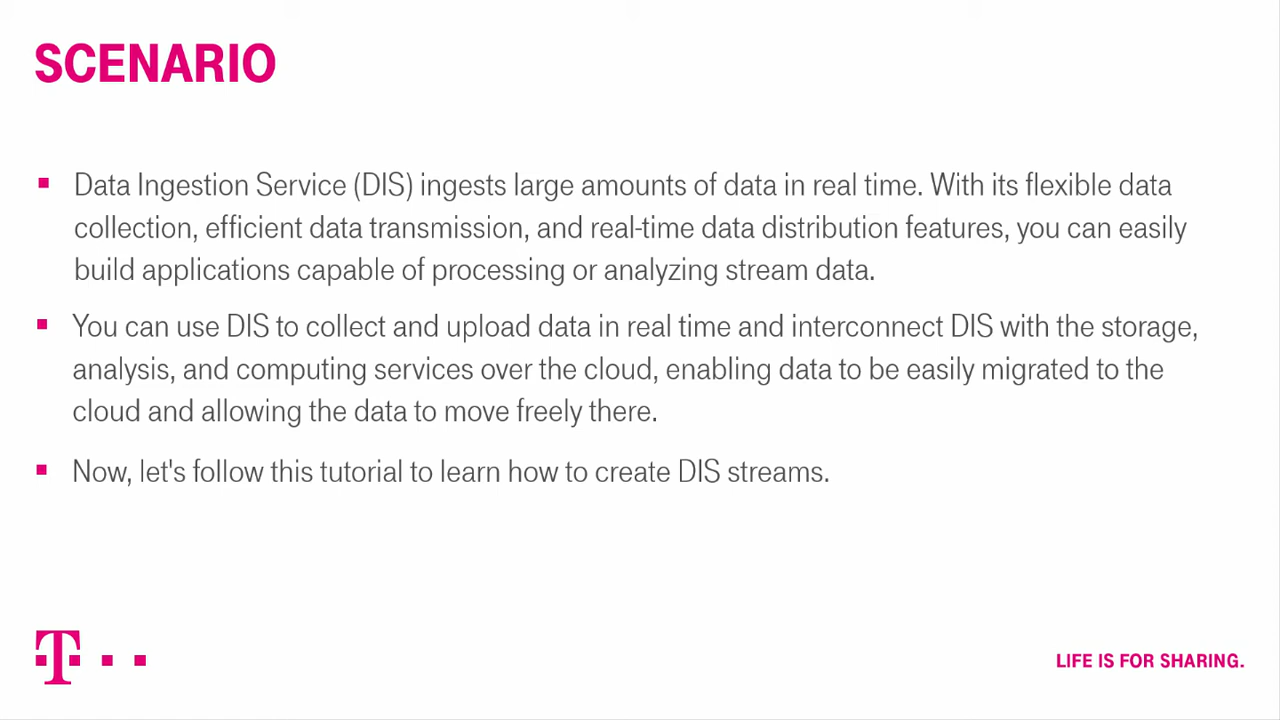 SCENARIO
Data Ingestion Service (DIS) ingests large amounts of data in real time. With its flexible data
collection, efficient data transmission, and real-time data distribution features, you can easily
build applications capable of processing or analyzing stream data.
You can use DIS to collect and upload data in real time and interconnect DIS with the storage,
analysis, and computing services over the cloud, enabling data to be easily migrated to the
cloud and allowing the data to move freely there.
Now, let's follow this tutorial to learn how to create DIS streams.
T
LIFE IS FOR SHARING.